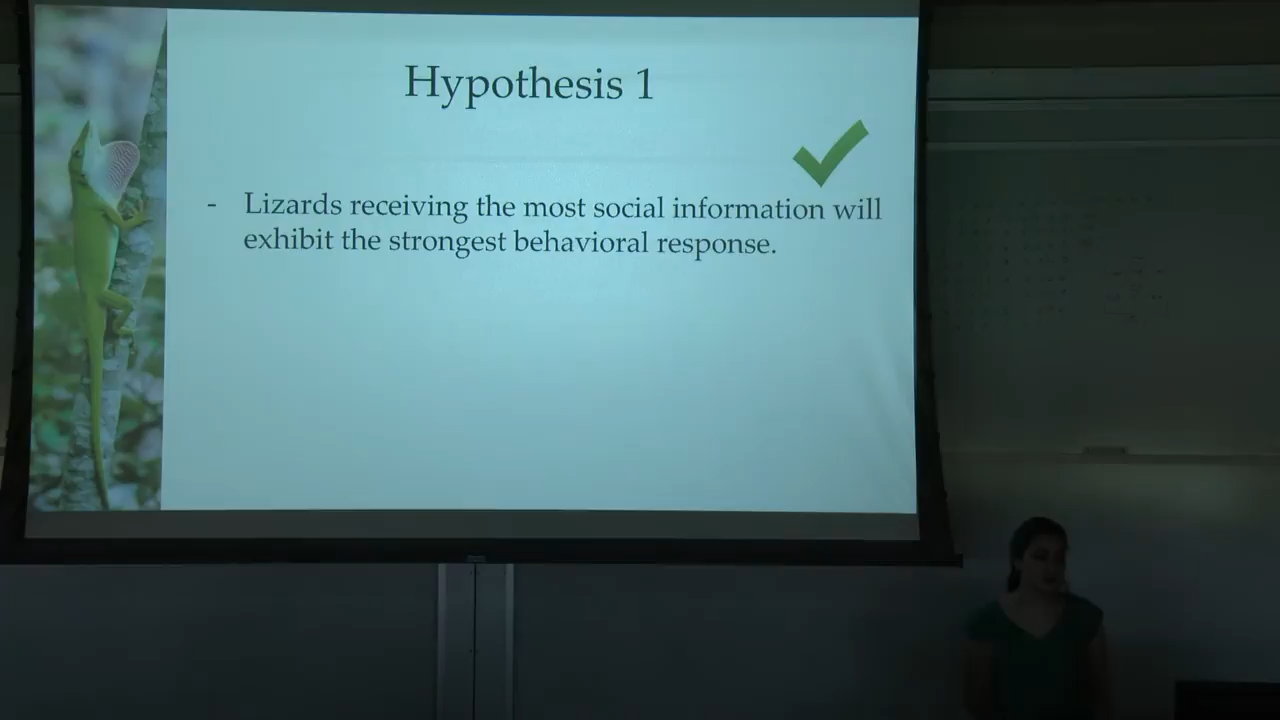 Hypothesis 1
- Lizards receiving the most social information will
exhibit the strongest behavioral response.